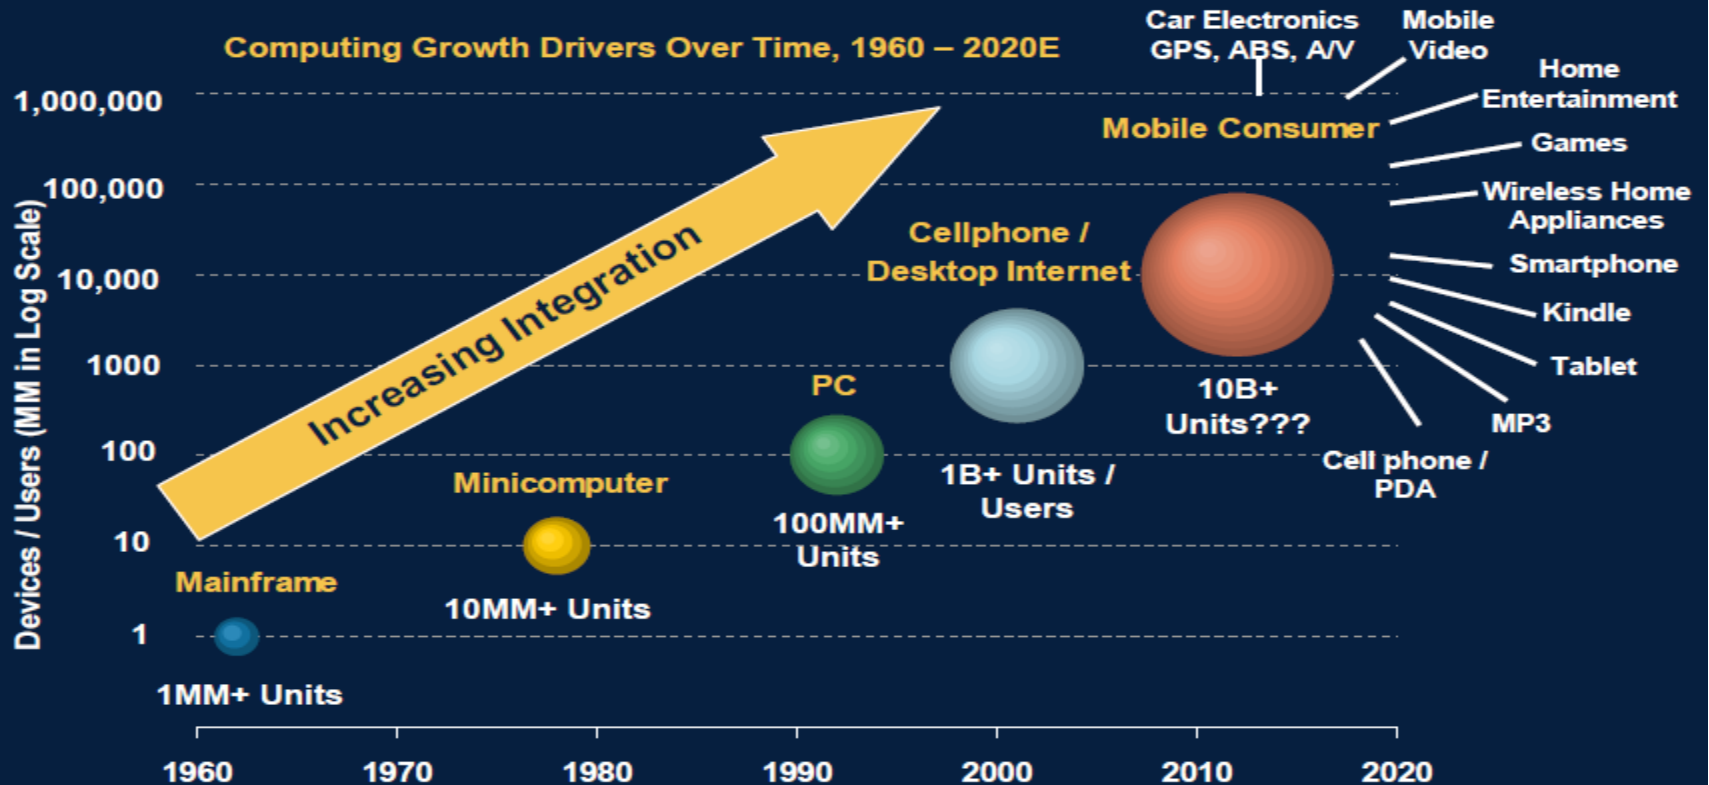 Computing Growth Drivers Over Time, 1960 – 2020E
Devices / Users (MM in Log Scale)
1,000,000
100,000
10,000
1000
100
10
1
Increasing Integration
Mainframe
1MM+ Units
Minicomputer
10MM+ Units
PC
100MM+
Units
Cellphone /
Desktop Internet
1B+ Units /
Users
Mobile Consumer
10B+
Units???
Car Electronics
GPS, ABS, A/V
Mobile
Video
Home
Entertainment
Games
Wireless Home
Appliances
Smartphone
Kindle
Tablet
MP3
Cell phone /
PDA
1960
1970
1980
1990
2000
2010
2020